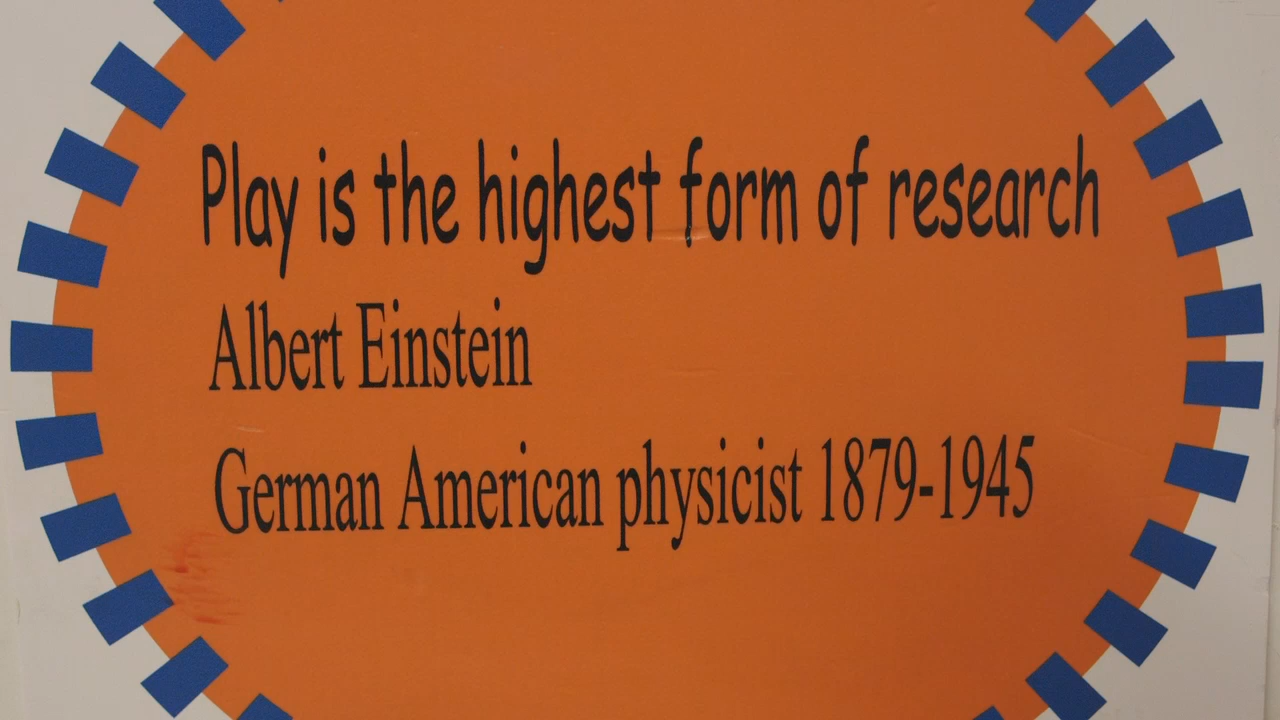 Play is the highest form of research
Albert Einstein
German American physicist 1879-1945